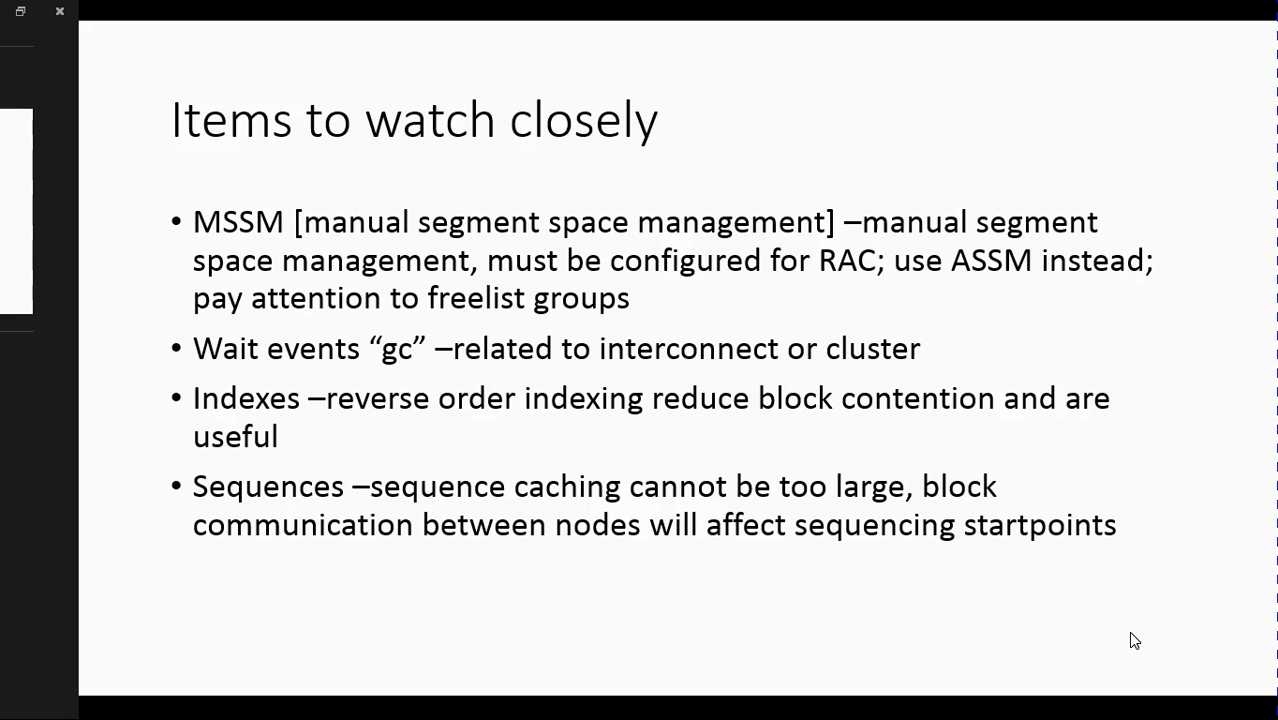 Items to watch closely
• MSSM [manual segment space management] –manual segment
space management, must be configured for RAC; use ASSM instead;
pay attention to freelist groups
• Wait events “gc” –related to interconnect or cluster
• Indexes –reverse order indexing reduce block contention and are
useful
• Sequences –sequence caching cannot be too large, block
communication between nodes will affect sequencing startpoints